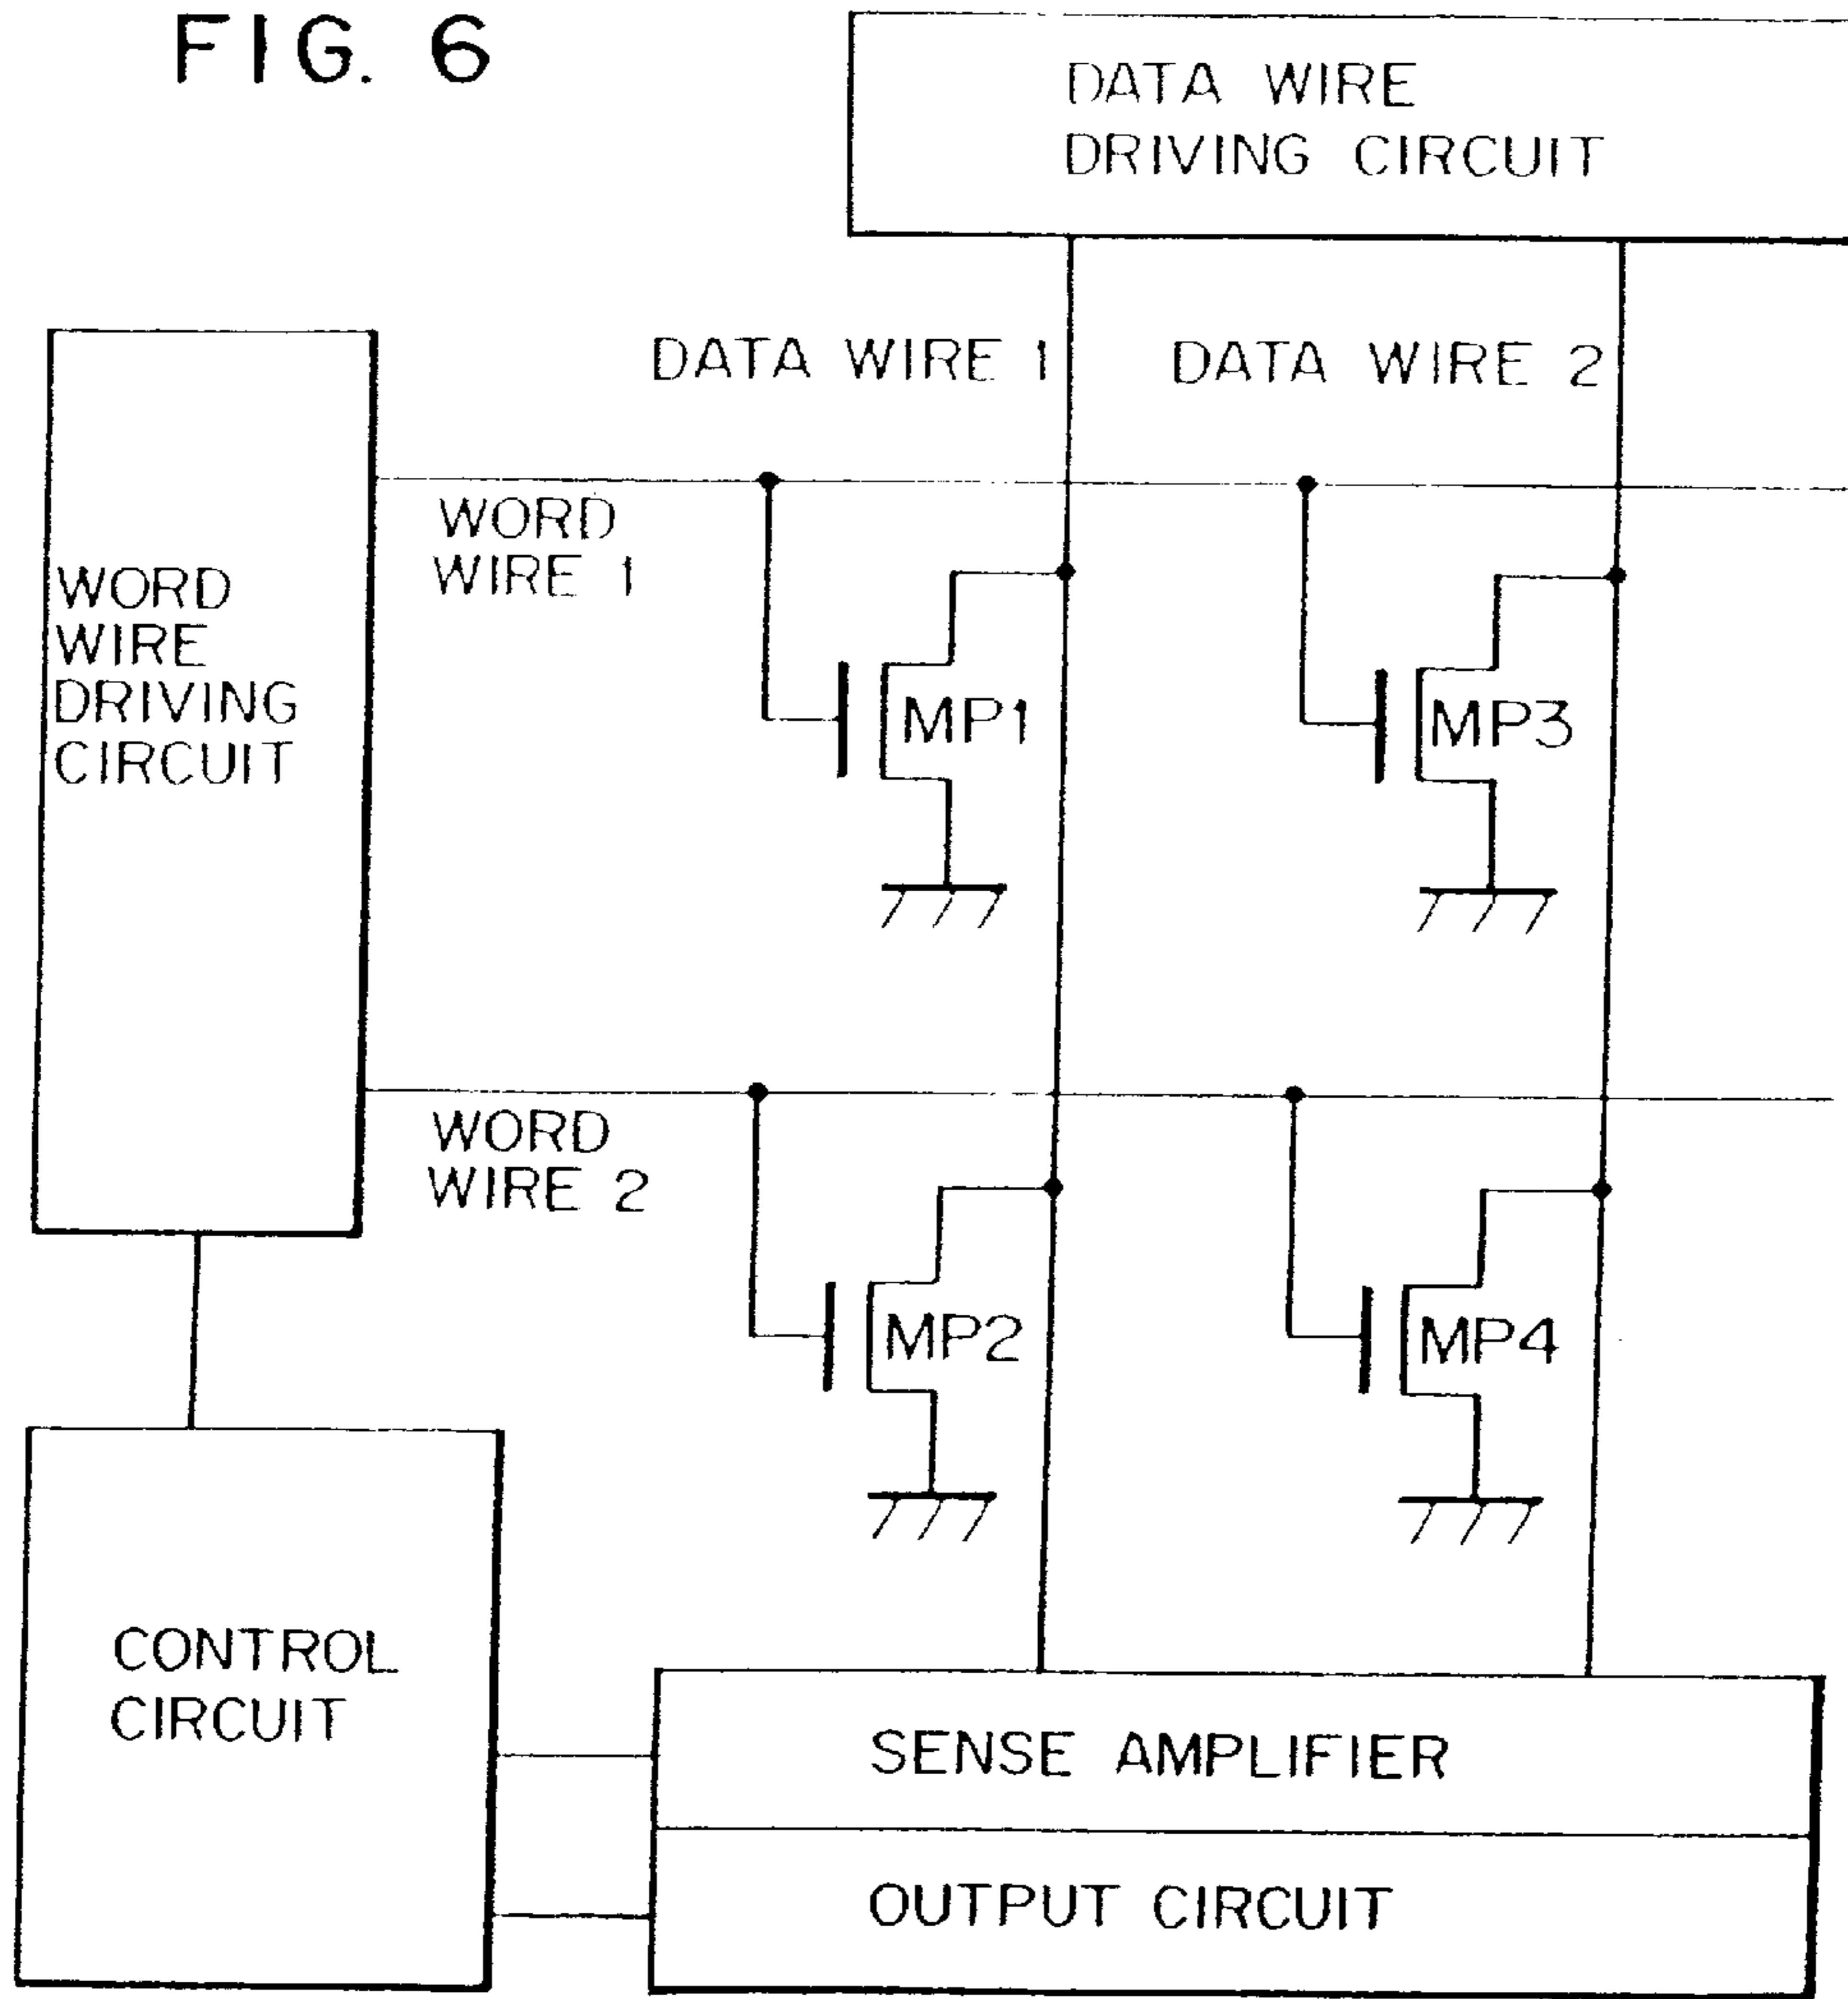 FIG. 6
DATA WIRE
DRIVING CIRCUIT
DATA WIRE 1
DATA WIRE 2
WORD
WIRE 1
WORD
WIRE
DRIVING
CIRCUIT
MP1
MP3
WORD
WIRE 2
MP2
MP4
CONTROL
CIRCUIT
SENSE AMPLIFIER
OUTPUT CIRCUIT